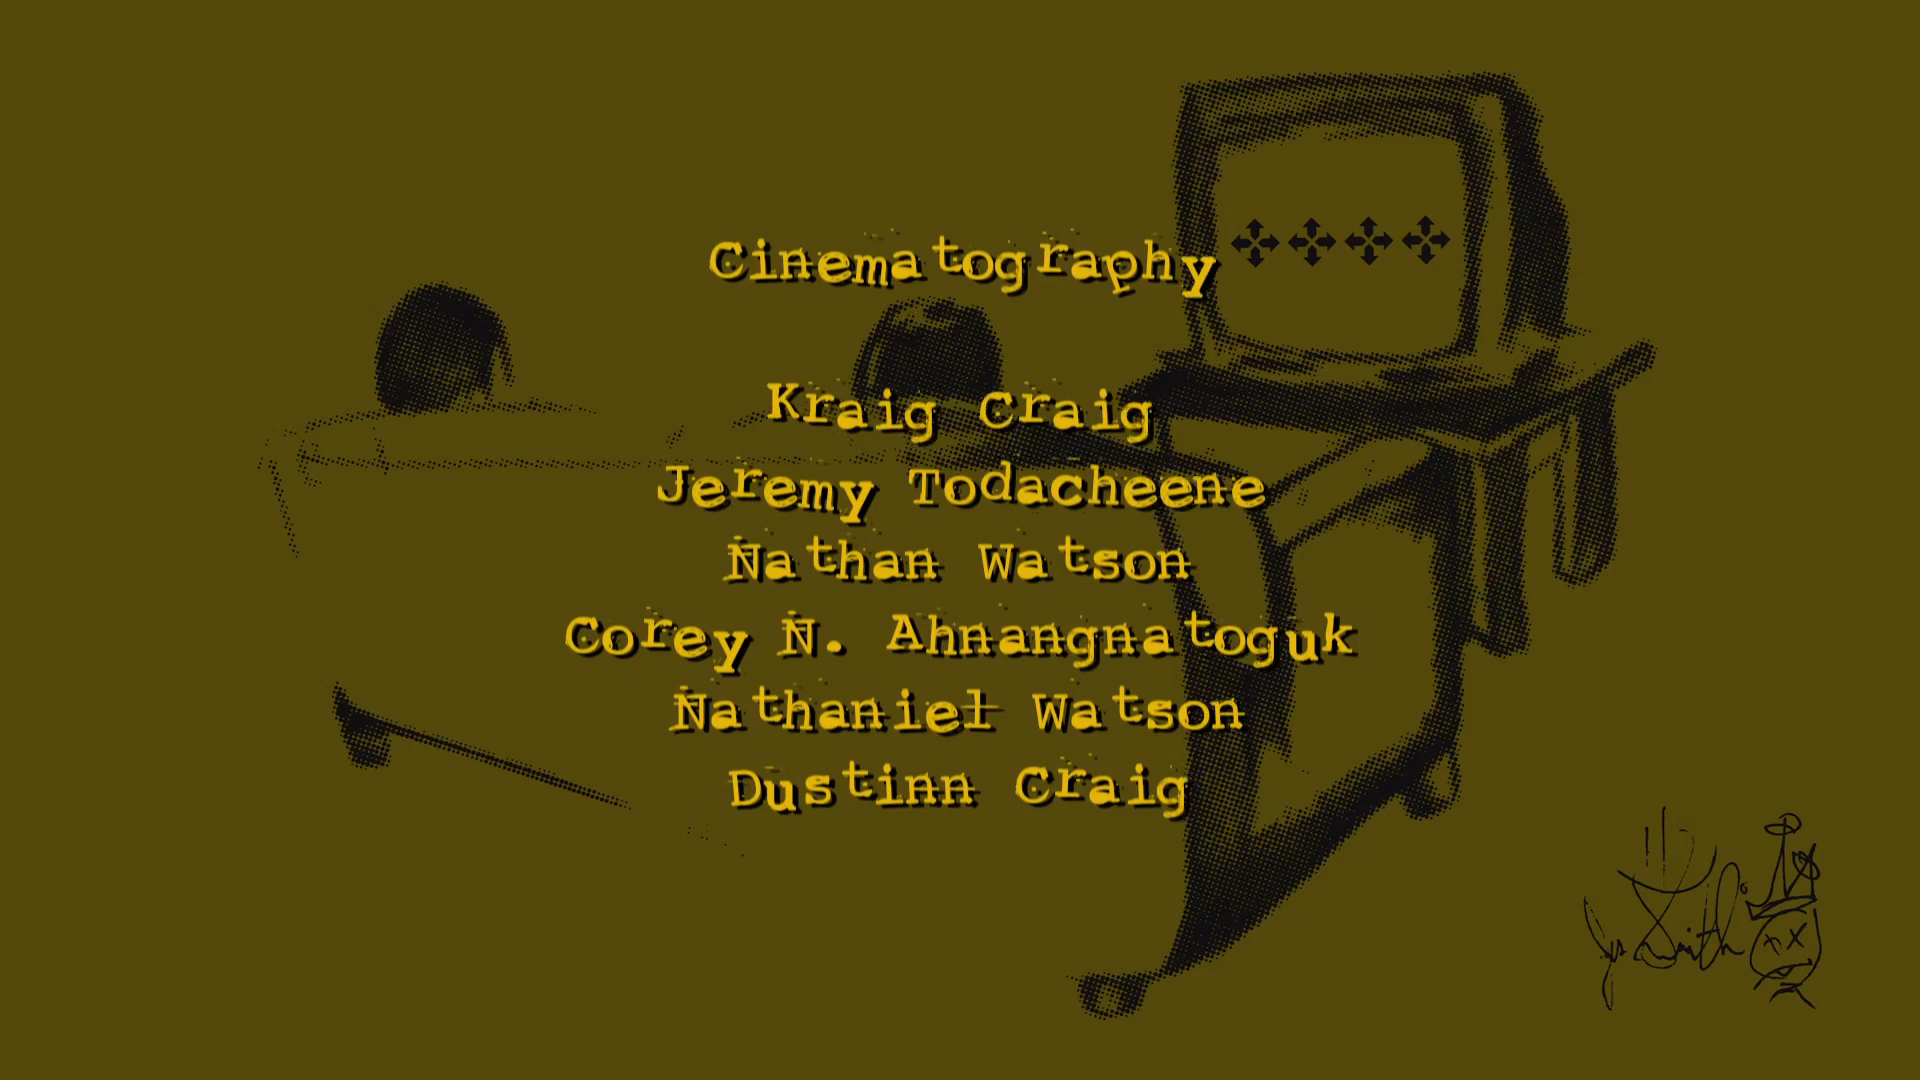 Cinematography
Kraig Craig
Jeremy Todacheene
Nathan Watson
Corey N. Ahnangnatoguk
Nathaniel Watson
Dustinn Craig